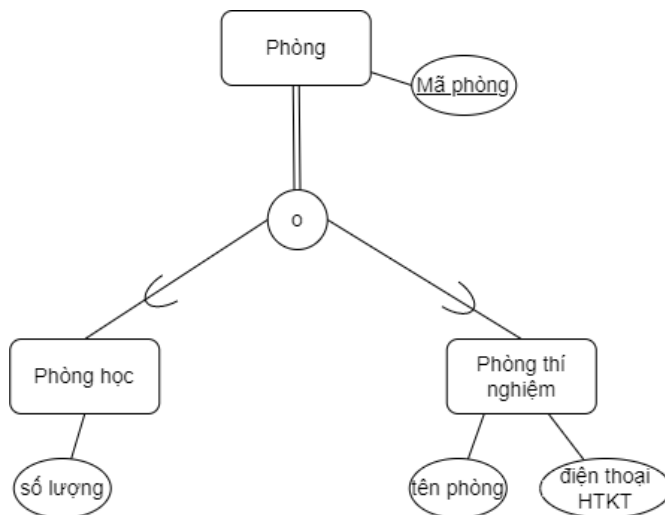 Phòng
Mã phòng
o
Phòng học
Phòng thí
nghiệm
số lượng
tên phòng
điện thoại
HTKT